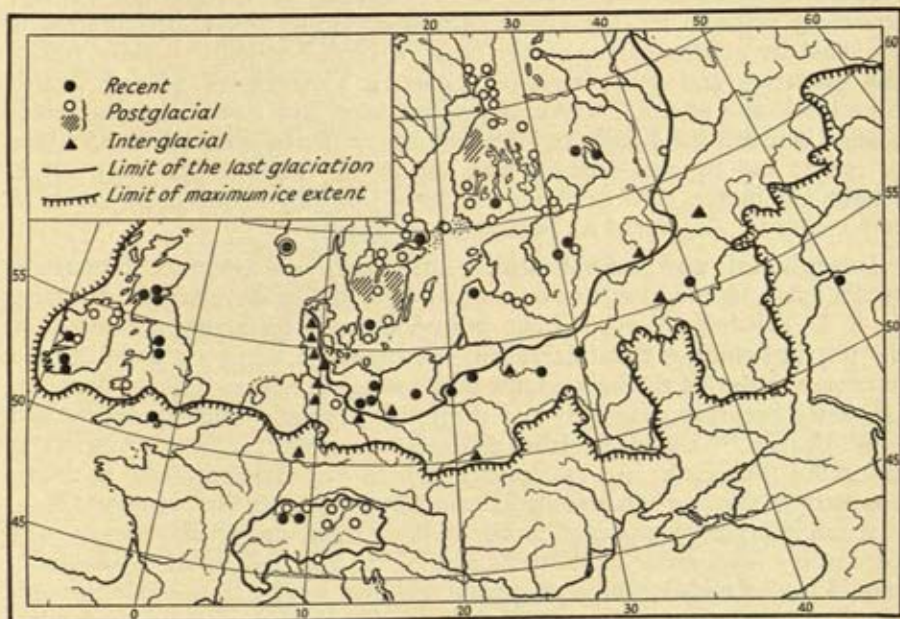 20 30 40 50 60
Recent
Postglacial
Interglacial
Limit of the last glaciation
Limit of maximum ice extent
60
55
55
50
50
45
45
0 10 20 30 40